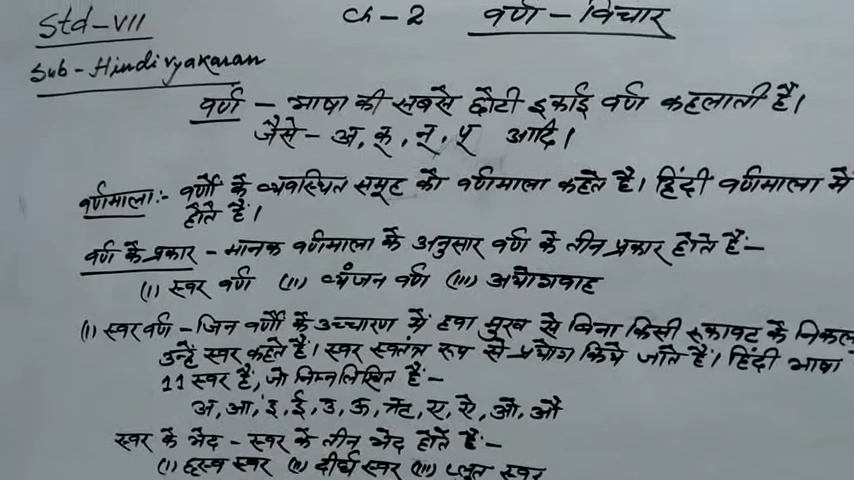 Std-VII
Ch-2 वर्ण-विचार
Sub-Hindi vyakaran
वर्ण - भाषा की सबसे छोटी इकाई वर्ण कहलाती है।
जैसे- अ, क्, न्, प् आदि।
वर्णमाला:- वर्णों के व्यवस्थित समूह को वर्णमाला कहते है। हिंदी वर्णमाला में
होते हैं।
वर्ण के प्रकार - मानक वर्णमाला के अनुसार वर्ण के तीन प्रकार होते हैं:-
(i) स्वर वर्ण (ii) व्यंजन वर्ण (iii) अयोगवाह
(i) स्वर वर्ण - जिन वर्णों के उच्चारण में हवा मुख से बिना किसी रुकावट के
उन्हें स्वर कहते हैं। स्वर स्वतंत्र रूप से प्रयोग किये जाते हैं। हिंदी भाषा
11 स्वर हैं, जो निम्नलिखित हैं-
अ, आ, इ, ई, उ, ऊ, ऋ, ए, ऐ, ओ, औ
स्वर के भेद - स्वर के तीन भेद होते हैं:-
(i) ह्रस्व स्वर (ii) दीर्घ स्वर (iii) प्लुत स्वर